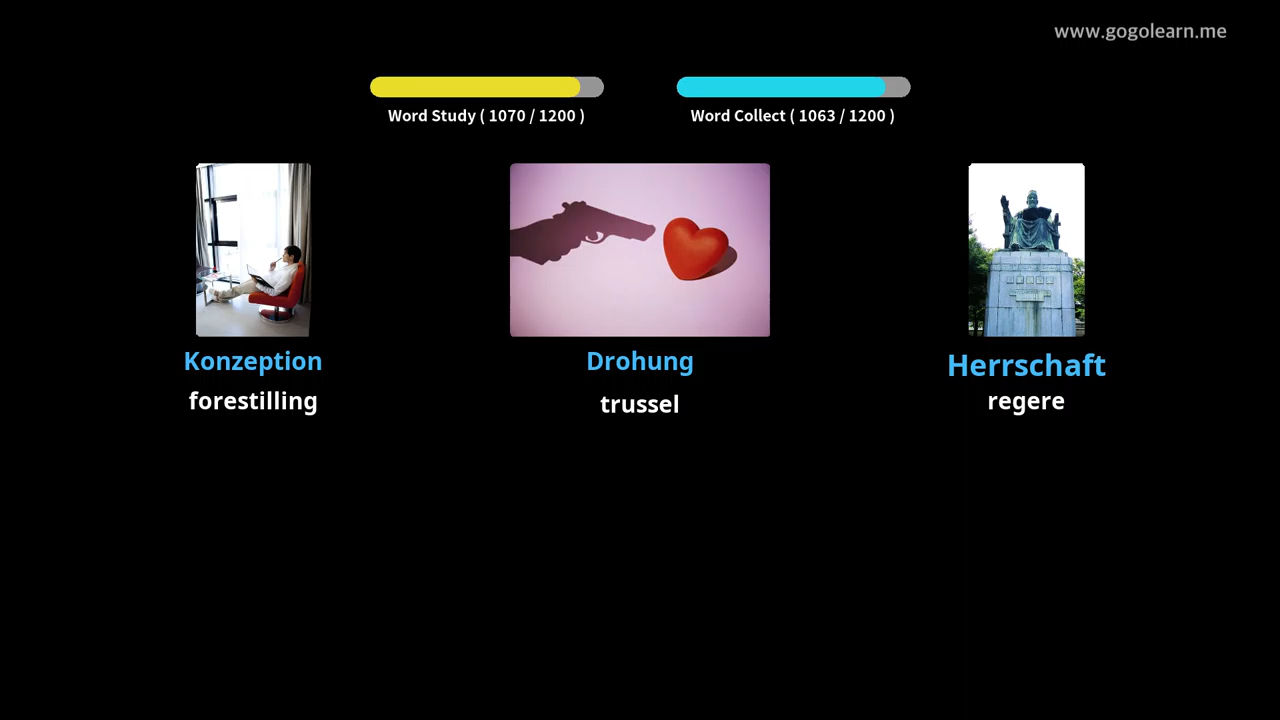 www.gogolearn.me
Word Study ( 1070 / 1200 )
Word Collect ( 1063 / 1200 )
Konzeption
forestilling
Drohung
trussel
Herrschaft
regere